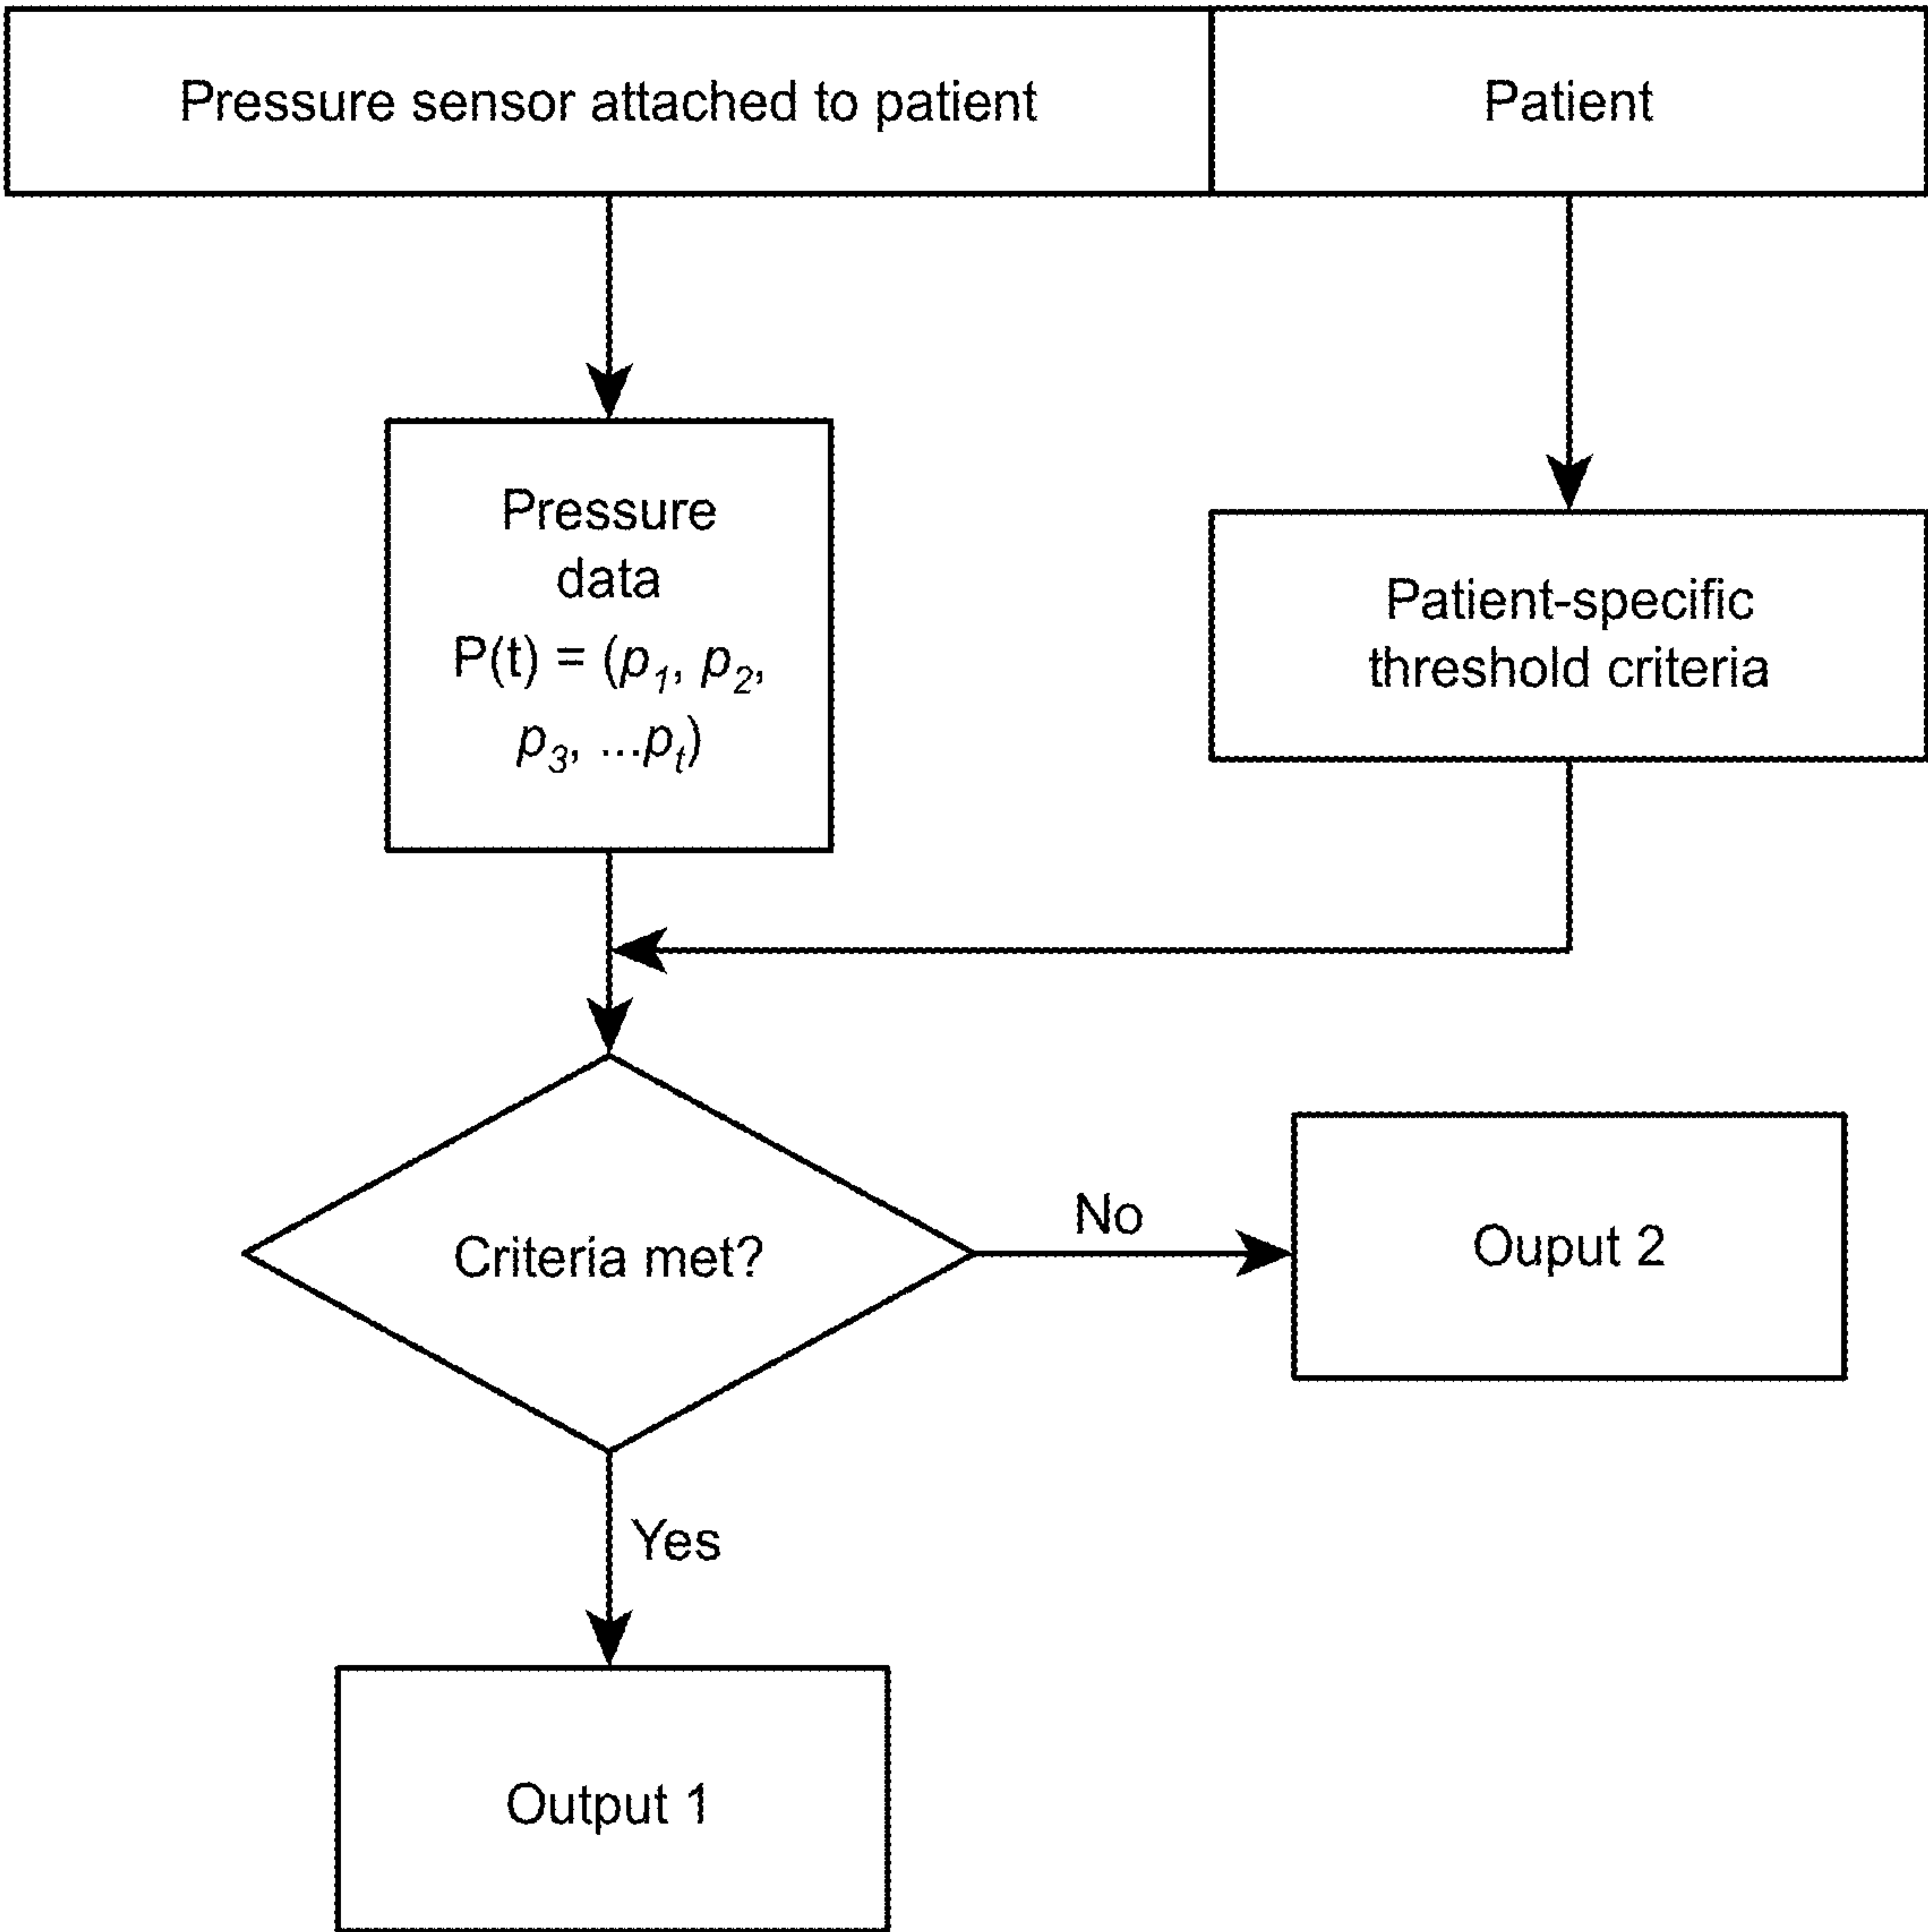 Pressure sensor attached to patient
Patient
Pressure
data
P(t) = (p₁, p₂,
p₃, ...pₜ)
Patient-specific
threshold criteria
Criteria met?
No
Ouput 2
Yes
Output 1